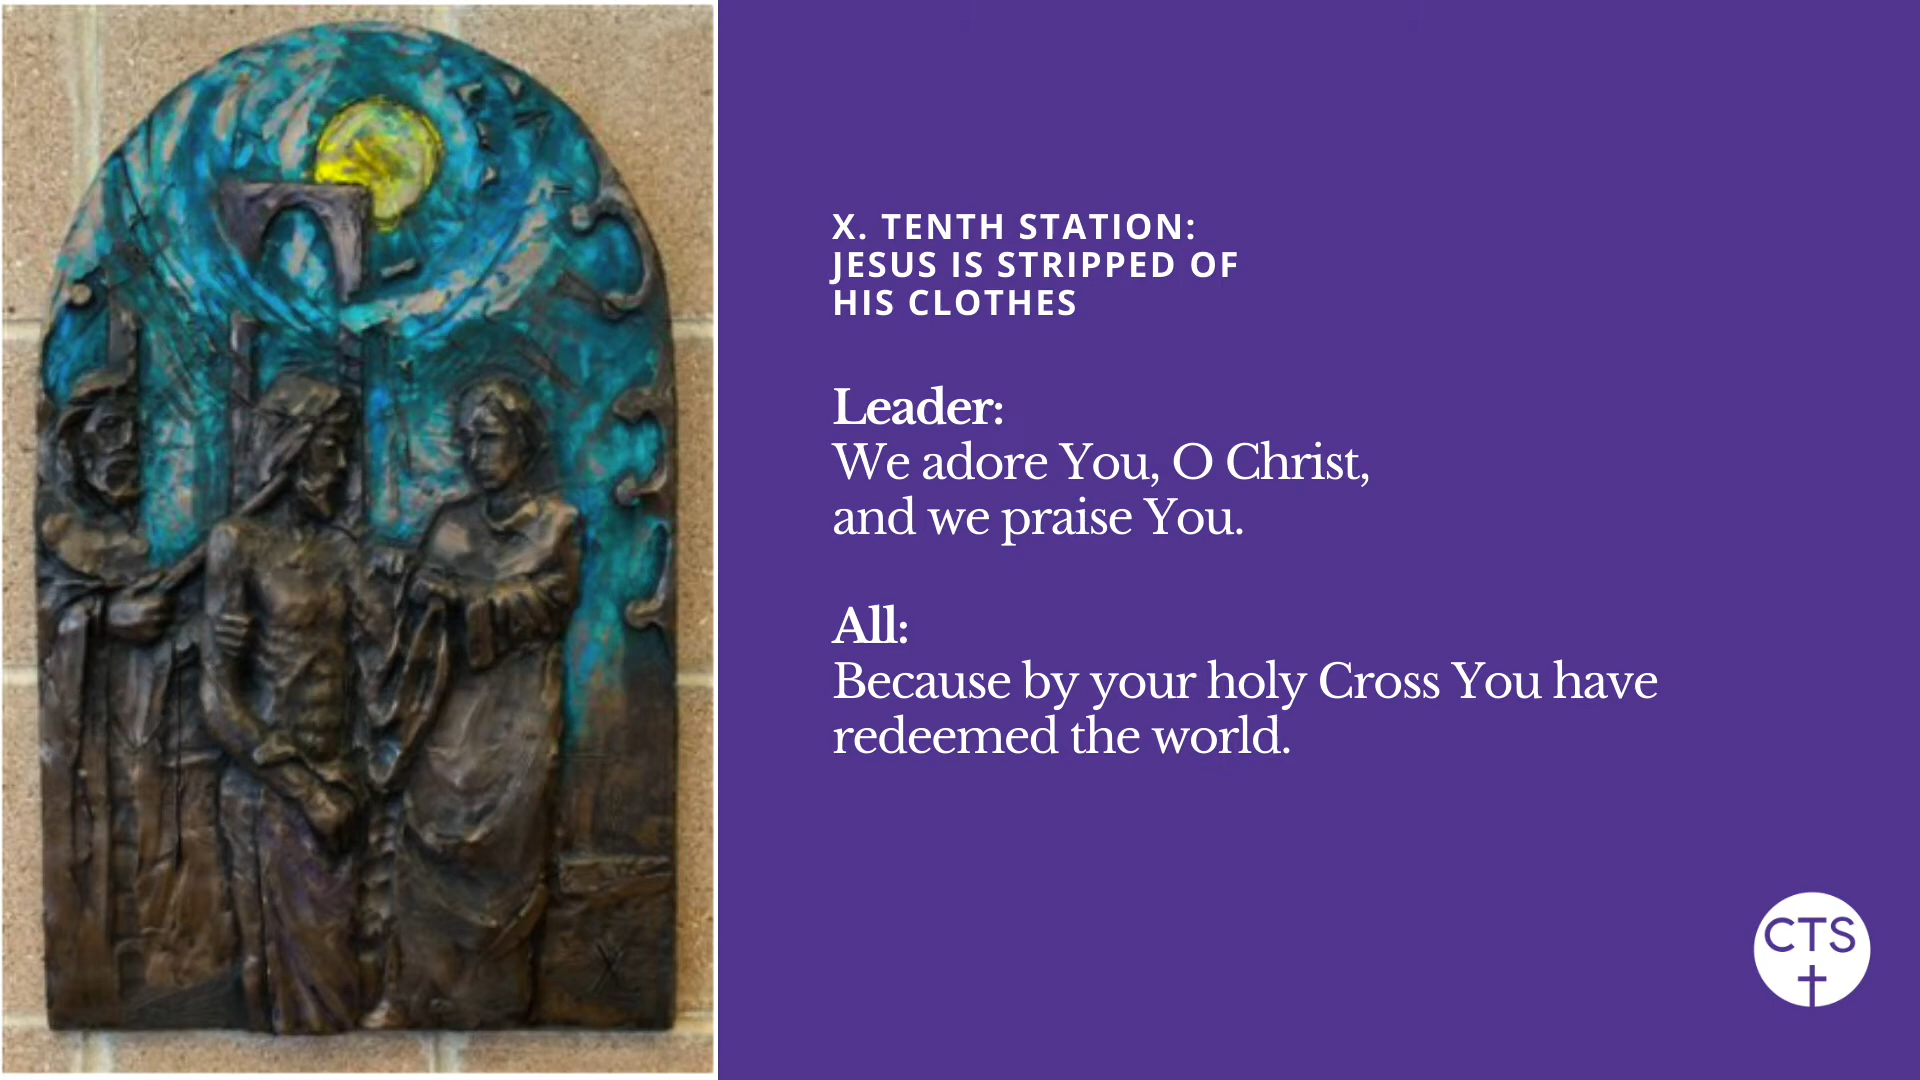 X. TENTH STATION:
JESUS IS STRIPPED OF
HIS CLOTHES
Leader:
We adore You, O Christ,
and we praise You.
All:
Because by your holy Cross You have
redeemed the world.
X
CTS